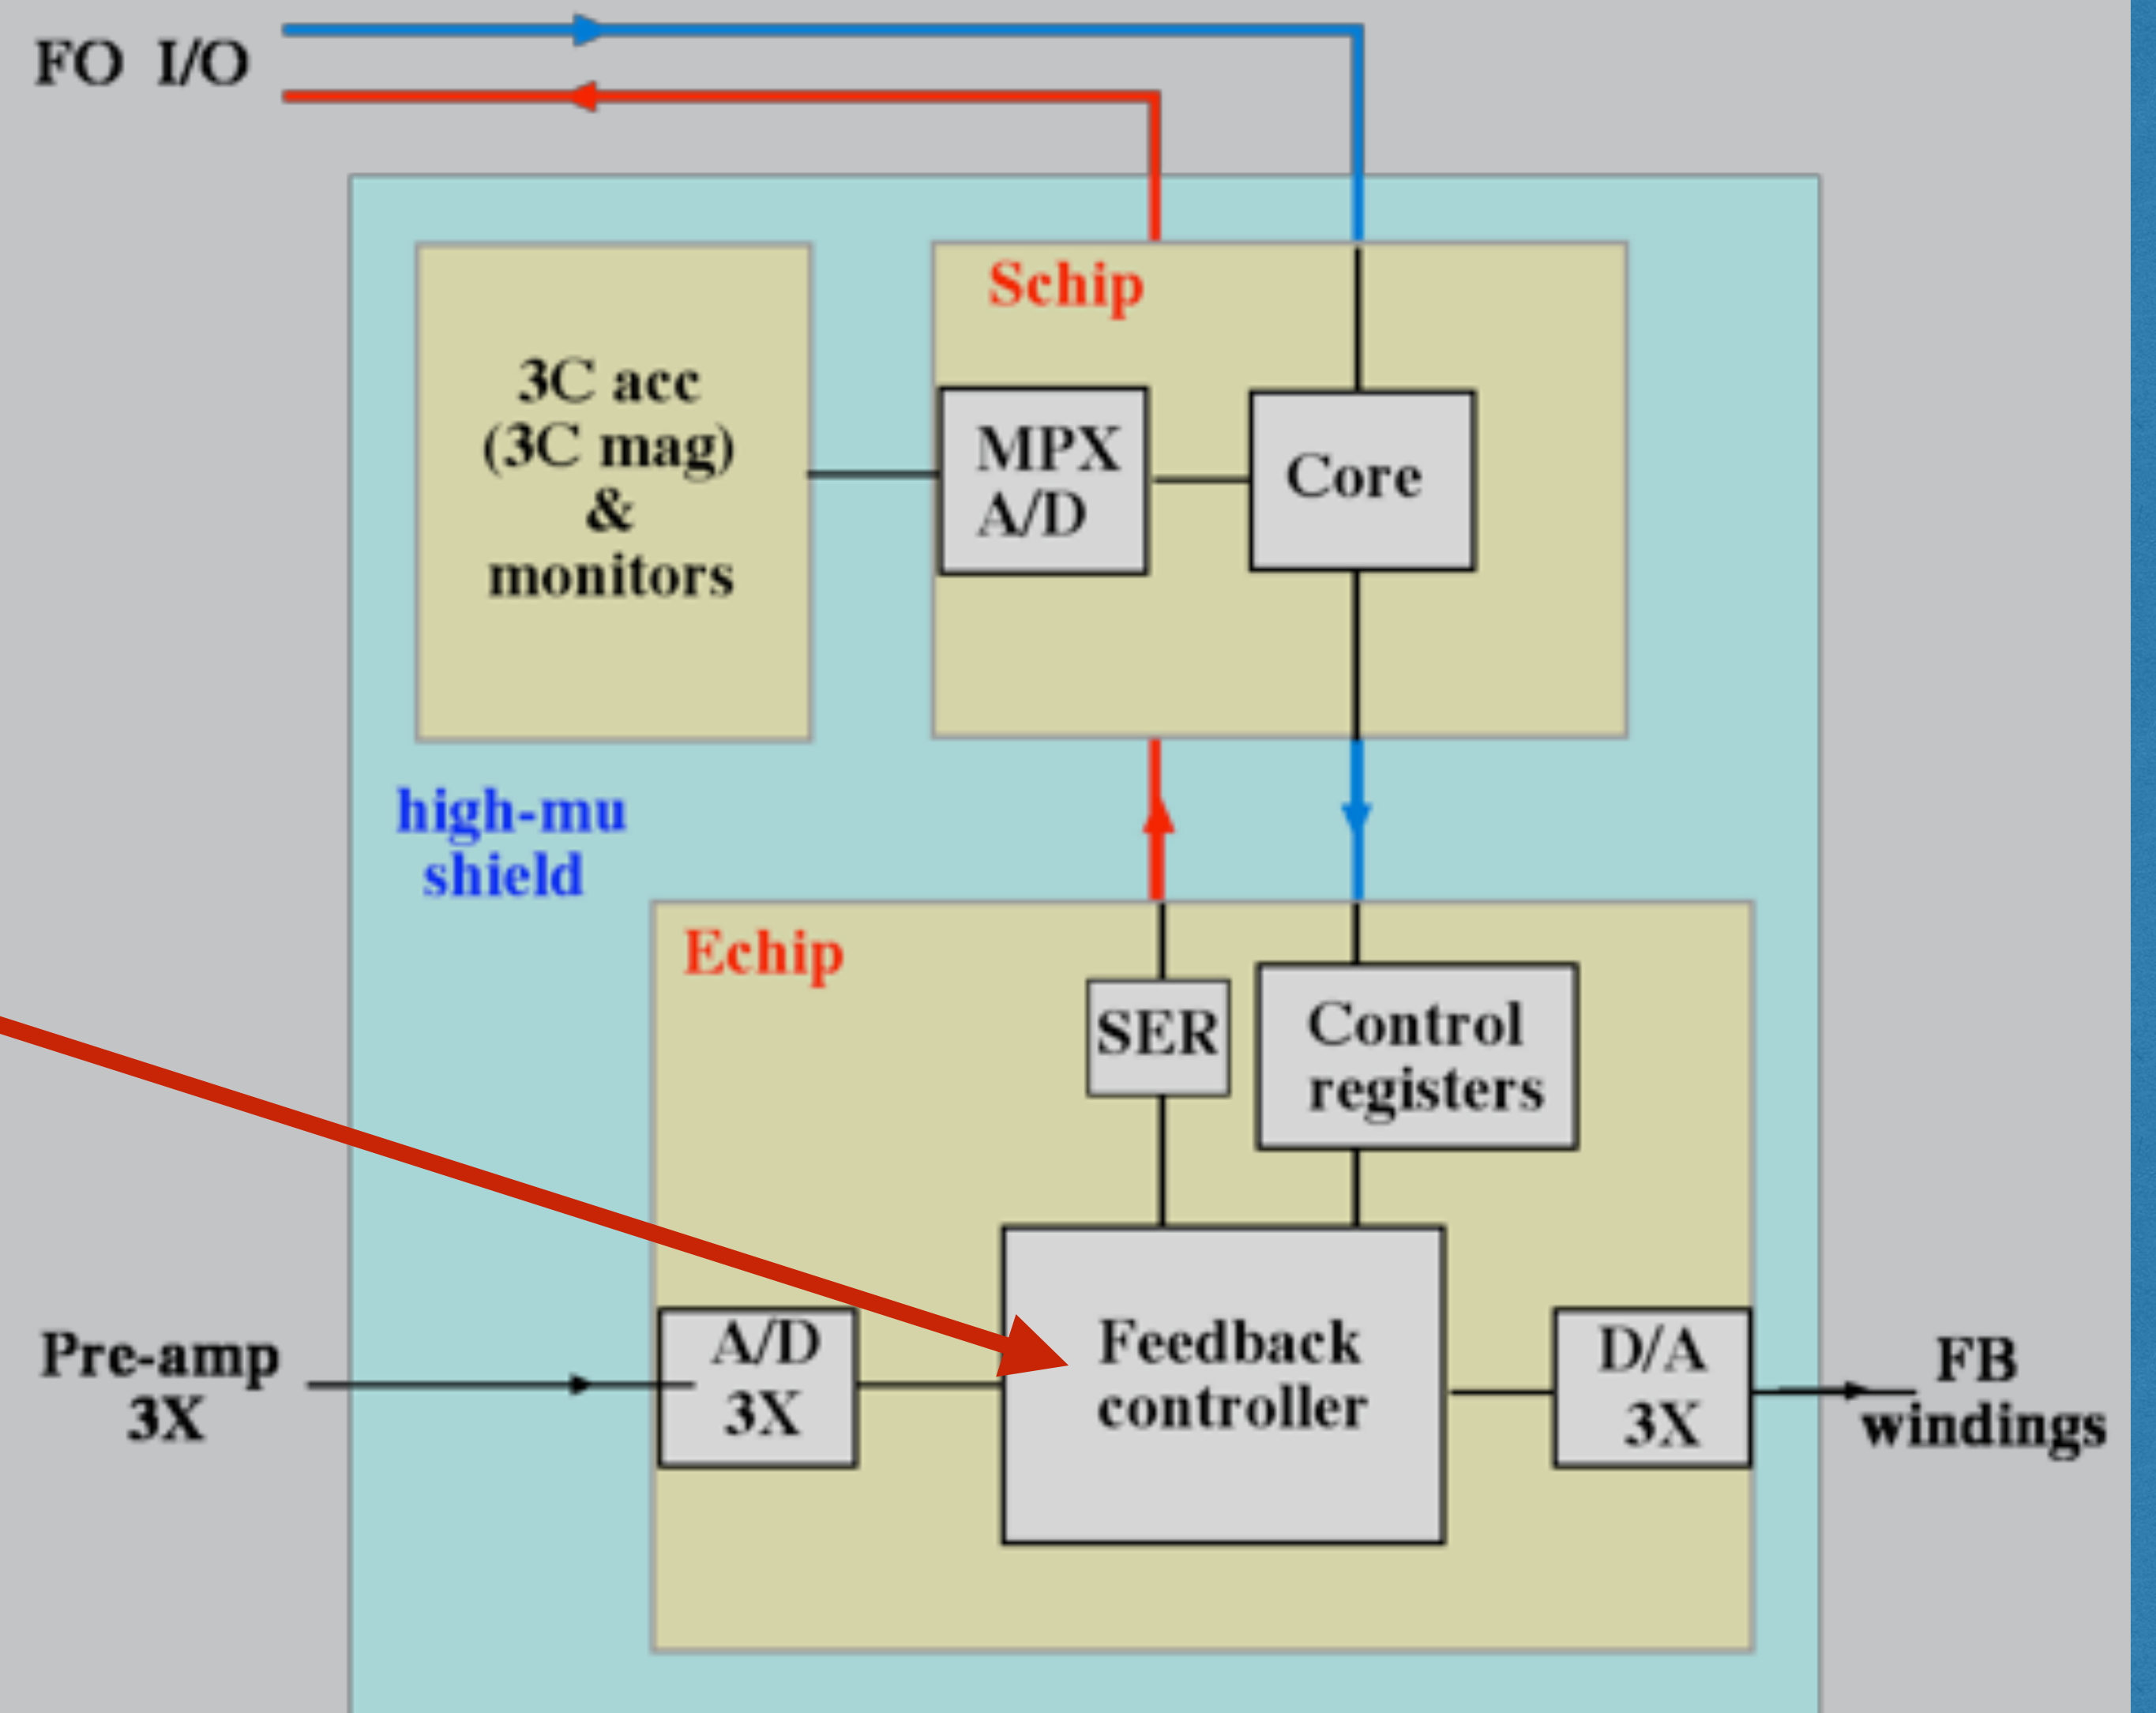 FO I/O
Schip
3C acc
(3C mag)
&
monitors
MPX
A/D
Core
high-mu
shield
Echip
SER
Control
registers
Pre-amp
3X
A/D
3X
Feedback
controller
D/A
3X
FB
windings